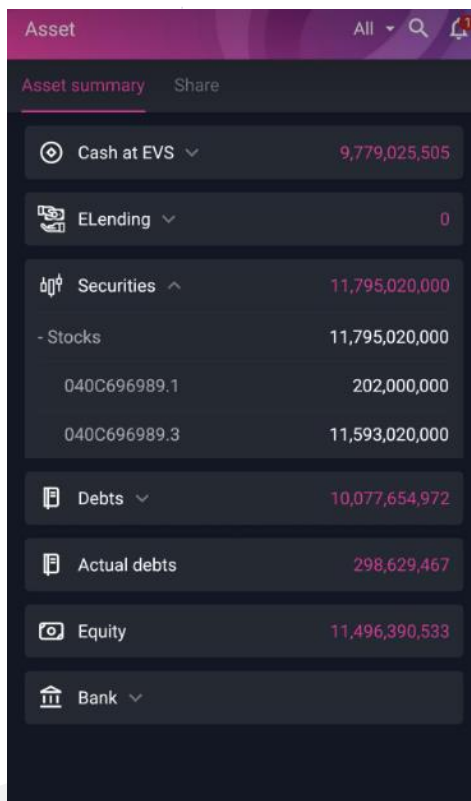 Asset All
1
Asset summary Share
Cash at EVS 9,779,025,505
ELending 0
Securities 11,795,020,000
- Stocks 11,795,020,000
040C696989.1 202,000,000
040C696989.3 11,593,020,000
Debts 10,077,654,972
Actual debts 298,629,467
Equity 11,496,390,533
Bank